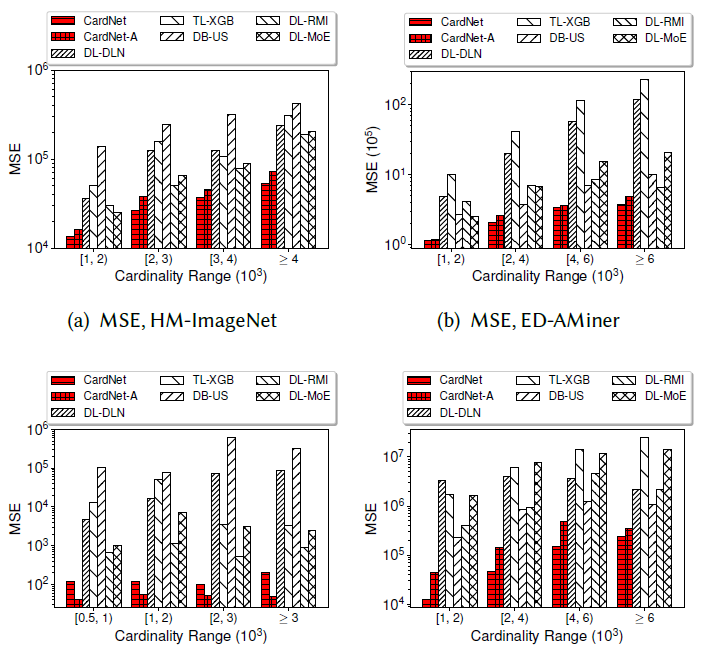 CardNet TL-XGB DL-RMI
CardNet-A DB-US DL-MoE
DL-DLN
10^6
10^5
10^4
MSE
[1, 2) [2, 3) [3, 4) ≥ 4
Cardinality Range (10^3)
(a) MSE, HM-ImageNet
CardNet TL-XGB DL-RMI
CardNet-A DB-US DL-MoE
DL-DLN
10^2
10^1
10^0
MSE (10^5)
[1, 2) [2, 4) [4, 6) ≥ 6
Cardinality Range (10^3)
(b) MSE, ED-AMiner
CardNet TL-XGB DL-RMI
CardNet-A DB-US DL-MoE
DL-DLN
10^6
10^5
10^4
10^3
10^2
MSE
[0.5, 1) [1, 2) [2, 3) ≥ 3
Cardinality Range (10^3)
CardNet TL-XGB DL-RMI
CardNet-A DB-US DL-MoE
DL-DLN
10^7
10^6
10^5
10^4
MSE
[1, 2) [2, 4) [4, 6) ≥ 6
Cardinality Range (10^3)